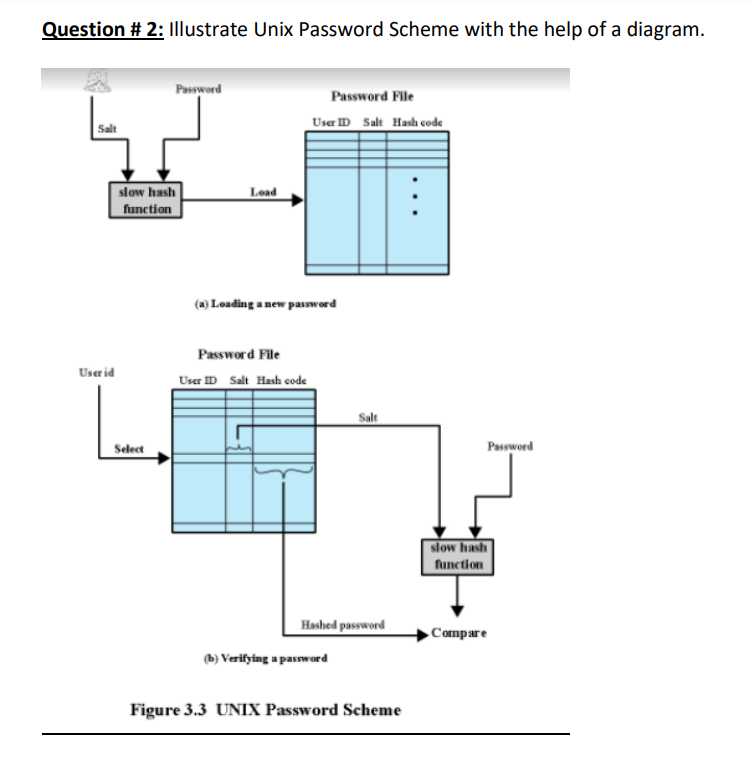 Question # 2: Illustrate Unix Password Scheme with the help of a diagram.
Password
Password File
User ID Salt Hash code
Salt
slow hash
function
Load
(a) Loading a new password
Password File
User id
User ID Salt Hash code
Salt
Select
Password
slow hash
function
Hashed password
Compare
(b) Verifying a password
Figure 3.3 UNIX Password Scheme